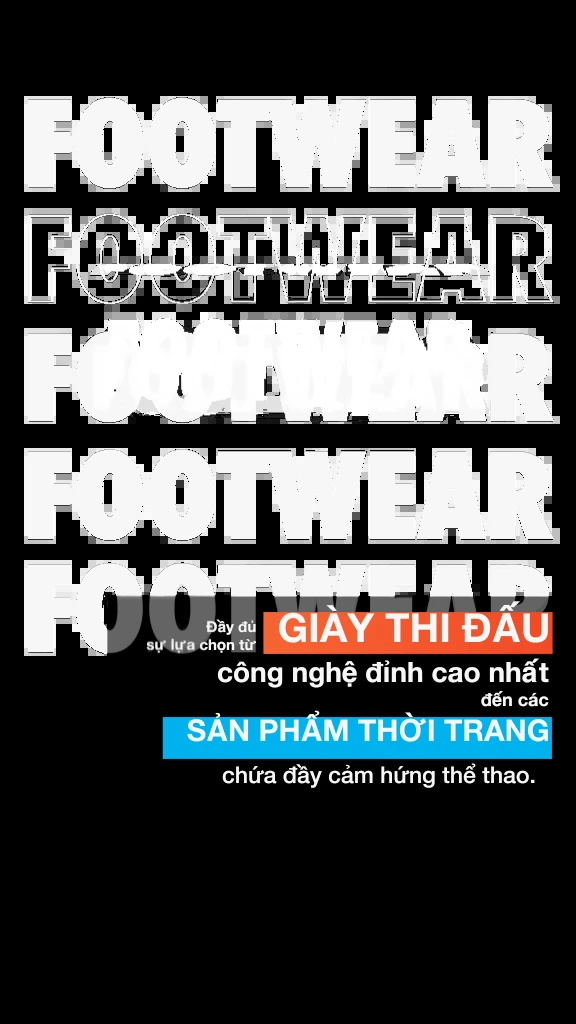 FOOTWEAR
FOOTWEAR
FOOTWEAR
FOOTWEAR
FOOTWEAR
Đầy đủ
sự lựa chọn từ
GIÀY THI ĐẤU
công nghệ đỉnh cao nhất
đến các
SẢN PHẨM THỜI TRANG
chứa đầy cảm hứng thể thao.